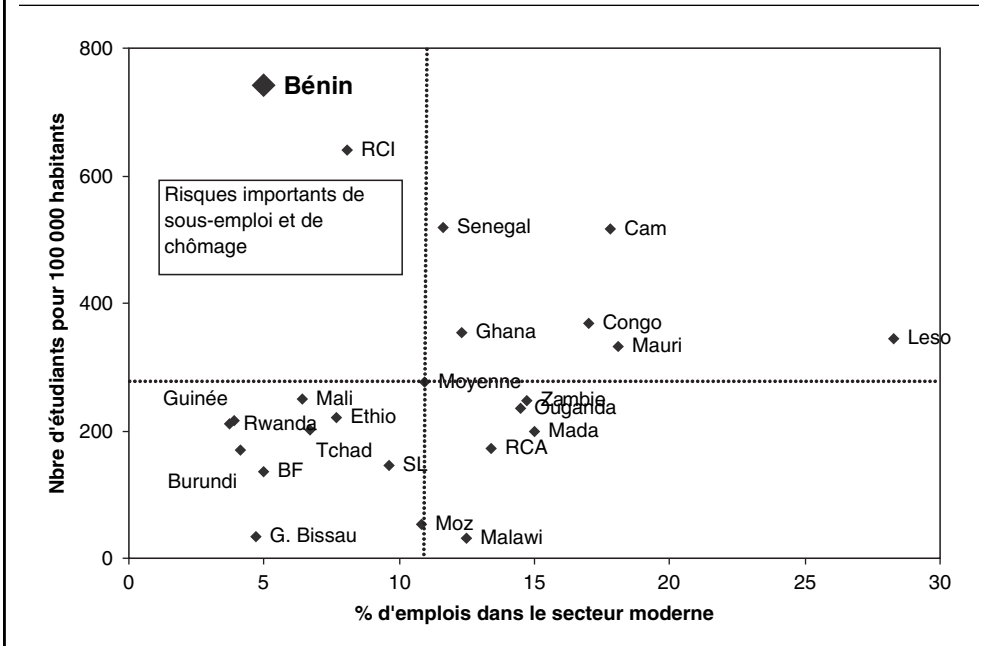 Nbre d'étudiants pour 100 000 habitants
800
600
400
200
0
Bénin
RCI
Risques importants de
sous-emploi et de
chômage
Senegal
Cam
Ghana
Congo
Mauri
Leso
Moyenne
Guinée
Mali
Zambie
Ouganda
Rwanda
Ethio
Mada
Tchad
RCA
SL
BF
Burundi
Moz
G. Bissau
Malawi
0 5 10 15 20 25 30
% d'emplois dans le secteur moderne